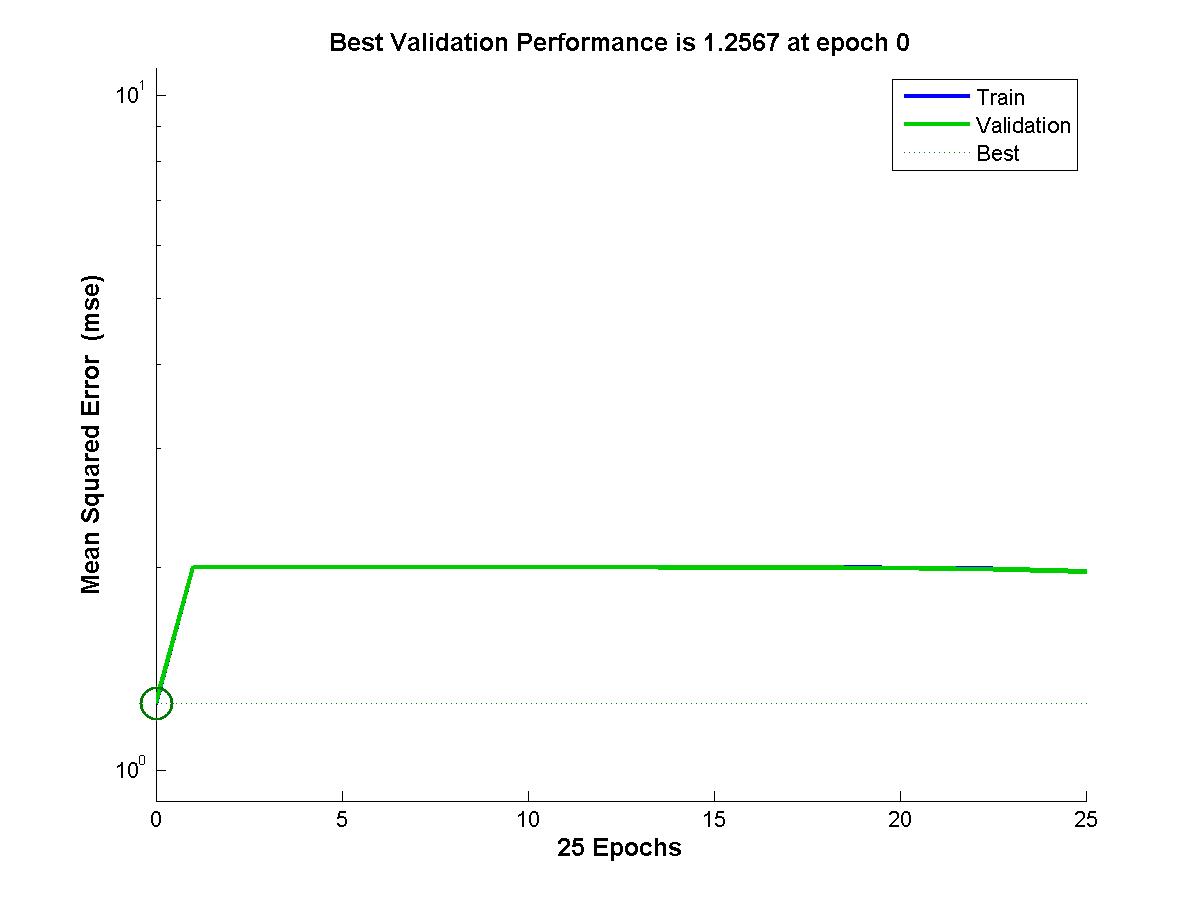 Best Validation Performance is 1.2567 at epoch 0
10^1
Train
Validation
Best
Mean Squared Error (mse)
10^0
0 5 10 15 20 25
25 Epochs